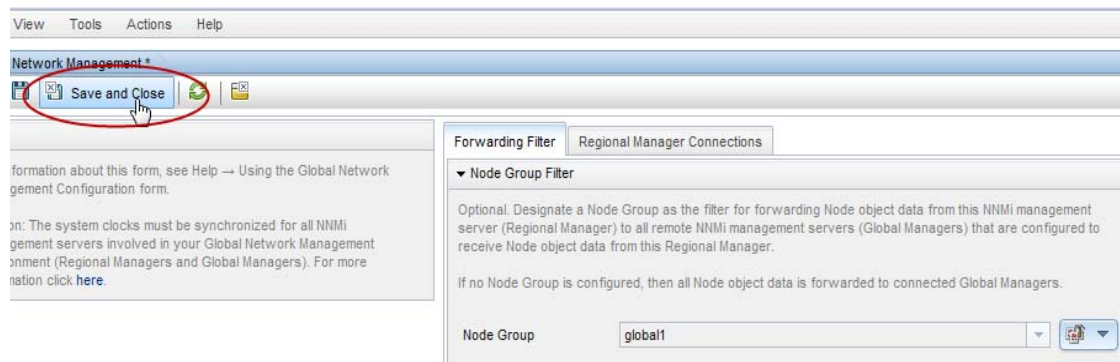 View Tools Actions Help
Network Management *
Save and Close
Forwarding Filter Regional Manager Connections
formation about this form, see Help → Using the Global Network
gement Configuration form.
on: The system clocks must be synchronized for all NNMi
gement servers involved in your Global Network Management
onment (Regional Managers and Global Managers). For more
mation click here.
Node Group Filter
Optional. Designate a Node Group as the filter for forwarding Node object data from this NNMi management
server (Regional Manager) to all remote NNMi management servers (Global Managers) that are configured to
receive Node object data from this Regional Manager.
If no Node Group is configured, then all Node object data is forwarded to connected Global Managers.
Node Group global1